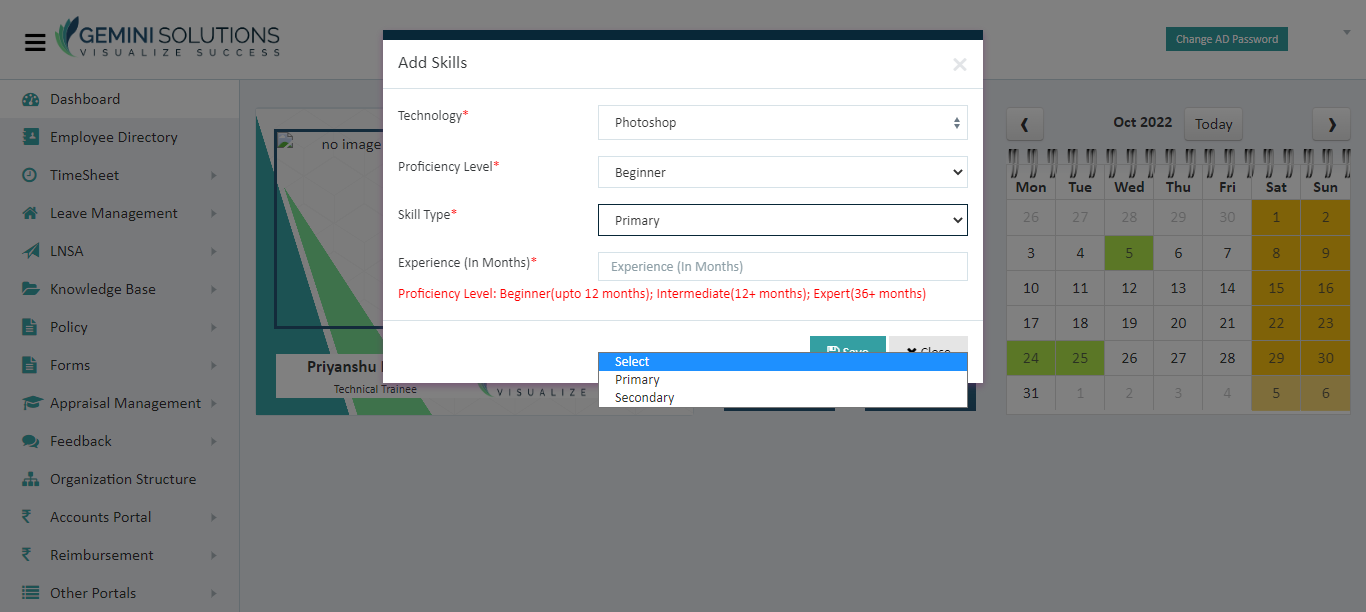 GEMINI SOLUTIONS
VISUALIZE SUCCESS
Change AD Password
Dashboard
Employee Directory
TimeSheet
Leave Management
LNSA
Knowledge Base
Policy
Forms
Appraisal Management
Feedback
Organization Structure
Accounts Portal
Reimbursement
Other Portals
no image
Priyanshu
Technical Trainee
VISUALIZE
Add Skills
Technology*
Photoshop
Proficiency Level*
Beginner
Skill Type*
Primary
Experience (In Months)*
Experience (In Months)
Proficiency Level: Beginner(upto 12 months); Intermediate(12+ months); Expert(36+ months)
Save
Close
Select
Primary
Secondary
Oct 2022
Today
Mon Tue Wed Thu Fri Sat Sun
26 27 28 29 30 1 2
3 4 5 6 7 8 9
10 11 12 13 14 15 16
17 18 19 20 21 22 23
24 25 26 27 28 29 30
31 1 2 3 4 5 6